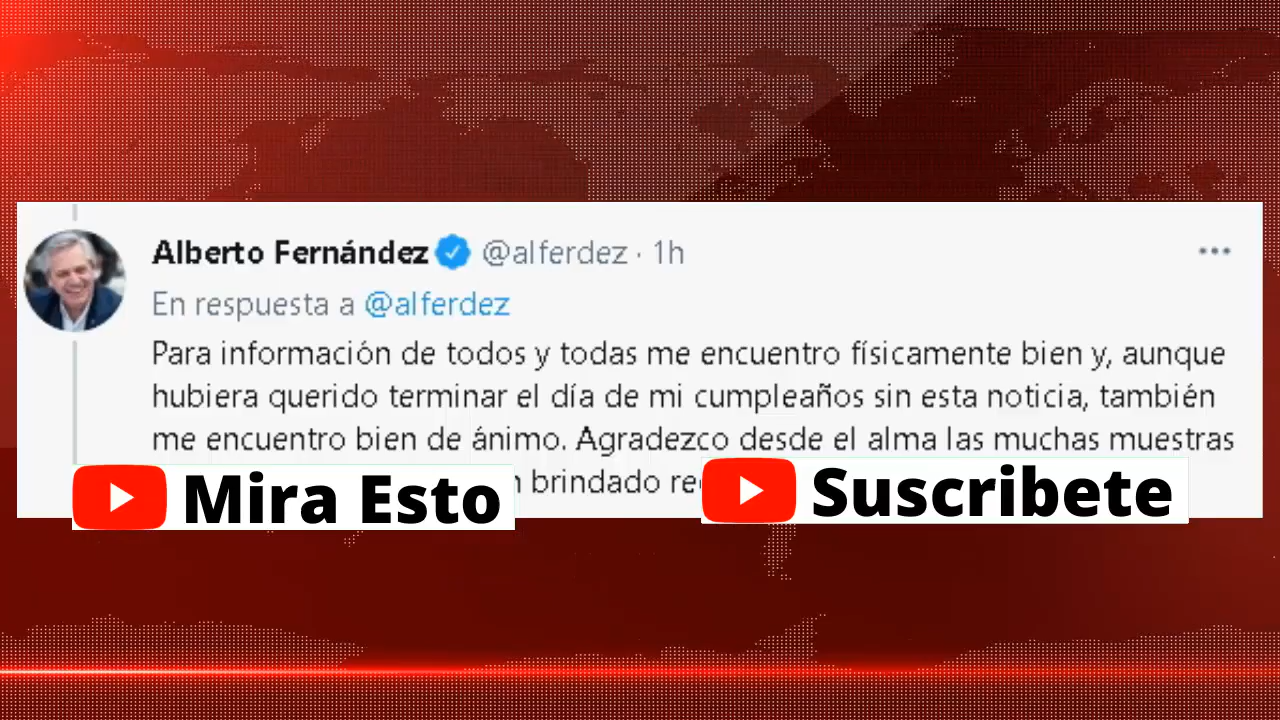 Alberto Fernández @alferdez · 1h
En respuesta a @alferdez
Para información de todos y todas me encuentro físicamente bien y, aunque
hubiera querido terminar el día de mi cumpleaños sin esta noticia, también
me encuentro bien de ánimo. Agradezco desde el alma las muchas muestras
brindado
Mira Esto
Suscribete